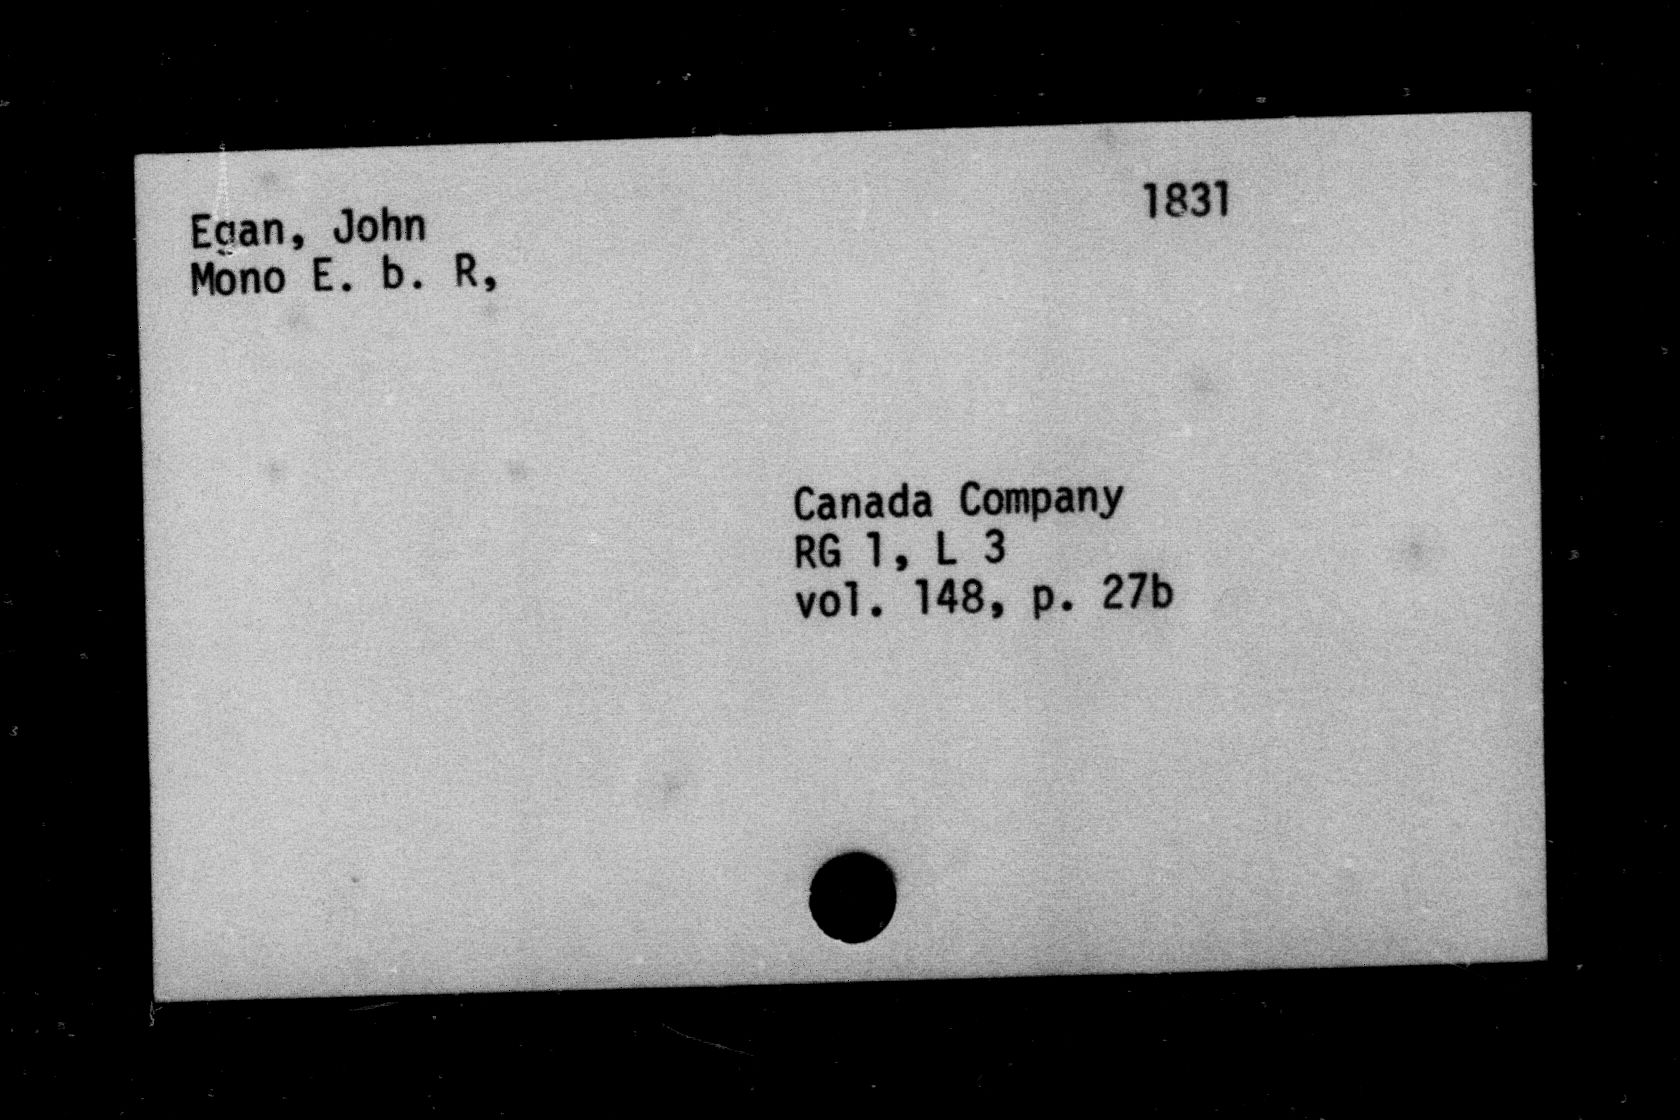 1831
Egan, John
Mono E. b. R,
Canada Company
RG 1, L 3
vol. 148, p. 27b